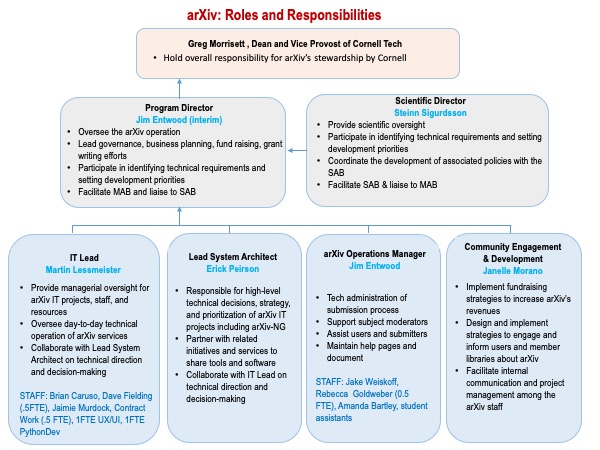 arXiv: Roles and Responsibilities
Greg Morrisett , Dean and Vice Provost of Cornell Tech
• Hold overall responsibility for arXiv's stewardship by Cornell
Program Director
Jim Entwood (interim)
• Oversee the arXiv operation
• Lead governance, business planning, fund raising, grant
writing efforts
• Participate in identifying technical requirements and
setting development priorities
• Facilitate MAB and liaise to SAB
Scientific Director
Steinn Sigurdsson
• Provide scientific oversight
• Participate in identifying technical requirements and setting
development priorities
• Coordinate the development of associated policies with the
SAB
• Facilitate SAB & liaise to MAB
IT Lead
Martin Lessmeister
• Provide managerial oversight for
arXiv IT projects, staff, and
resources
• Oversee day-to-day technical
operation of arXiv services
• Collaborate with Lead System
Architect on technical direction
and decision-making
STAFF: Brian Caruso, Dave Fielding
(.5FTE), Jaimie Murdock, Contract
Work (.5 FTE), 1FTE UX/UI, 1FTE
PythonDev
Lead System Architect
Erick Peirson
• Responsible for high-level
technical decisions, strategy,
and prioritization of arXiv IT
projects including arXiv-NG
• Partner with related
initiatives and services to
share tools and software
• Collaborate with IT Lead on
technical direction and
decision-making
arXiv Operations Manager
Jim Entwood
• Tech administration of
submission process
• Support subject moderators
• Assist users and submitters
• Maintain help pages and
document
STAFF: Jake Weiskoff,
Rebecca Goldweber (0.5
FTE), Amanda Bartley, student
assistants
Community Engagement
& Development
Janelle Morano
• Implement fundraising
strategies to increase arXiv's
revenues
• Design and implement
strategies to engage and
inform users and member
libraries about arXiv
• Facilitate internal
communication and project
management among the
arXiv staff